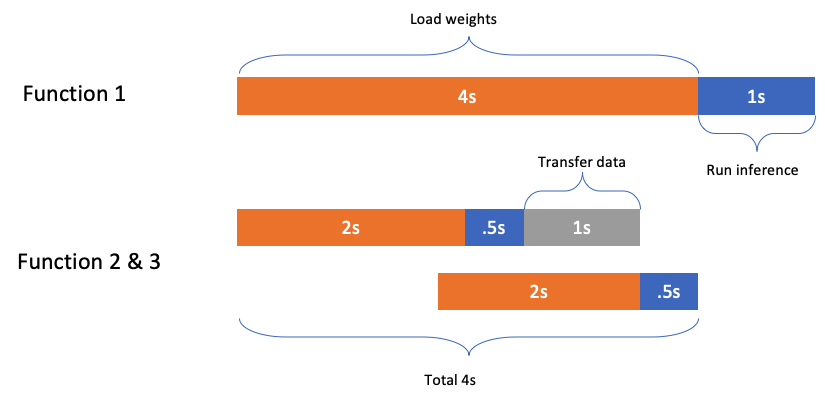 Load weights
Function 1
4s
1s
Run inference
Transfer data
2s
.5s
1s
Function 2 & 3
2s
.5s
Total 4s